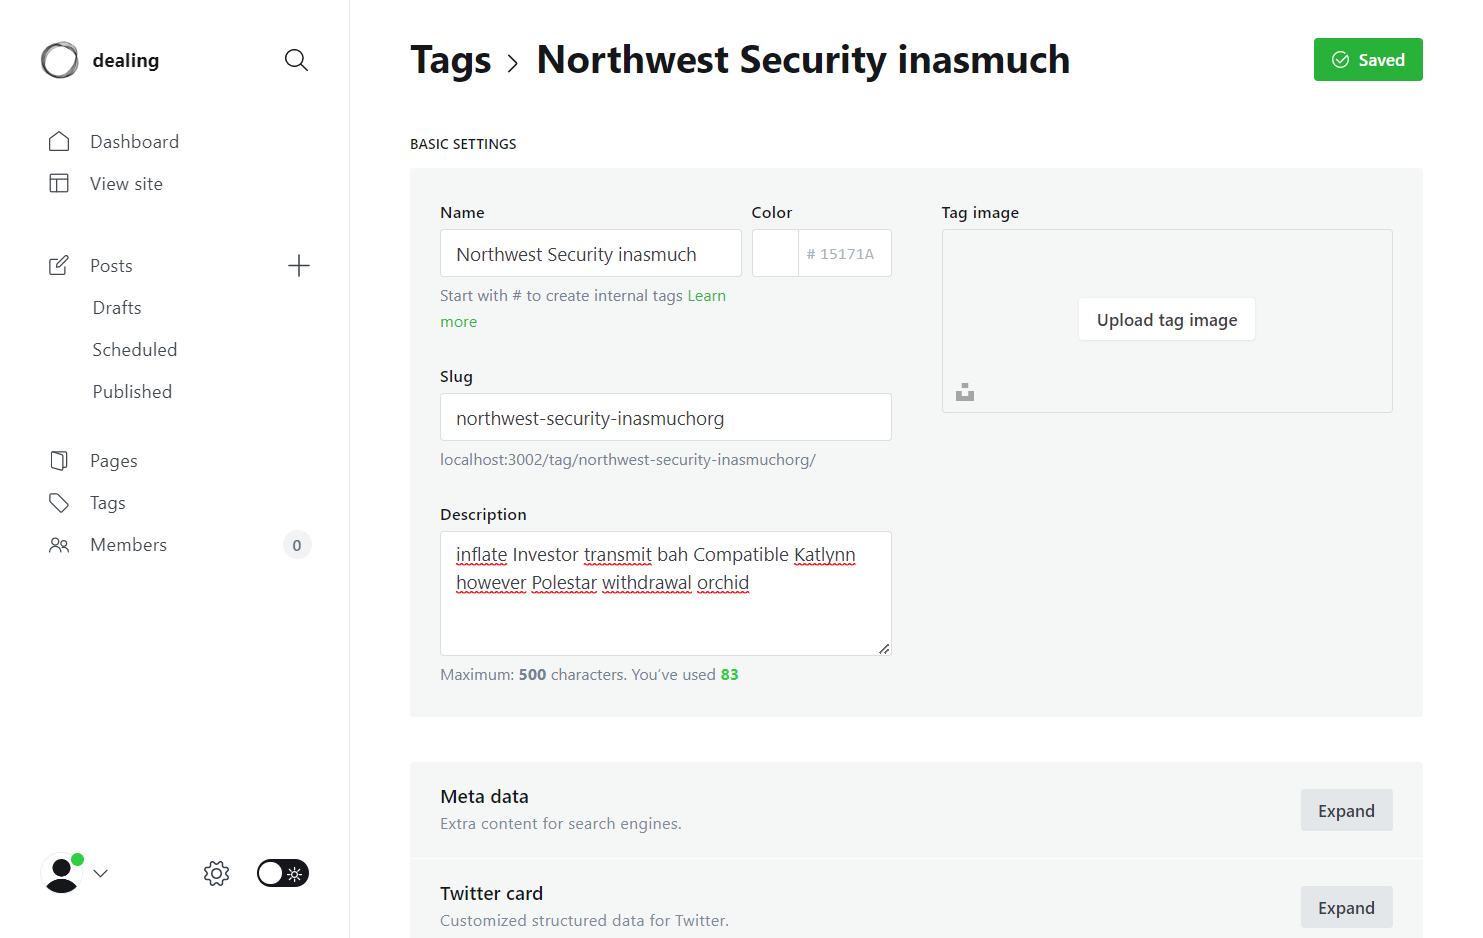 dealing
Dashboard
View site
Posts
Drafts
Scheduled
Published
Pages
Tags
Members
0
Tags
Northwest Security inasmuch
Saved
BASIC SETTINGS
Name
Northwest Security inasmuch
Start with # to create internal tags Learn
more
Color
# 15171A
Slug
northwest-security-inasmuchorg
localhost:3002/tag/northwest-security-inasmuchorg/
Description
inflate Investor transmit bah Compatible Katlynn
however Polestar withdrawal orchid
Maximum: 500 characters. You’ve used 83
Tag image
Upload tag image
Meta data
Extra content for search engines.
Expand
Twitter card
Customized structured data for Twitter.
Expand